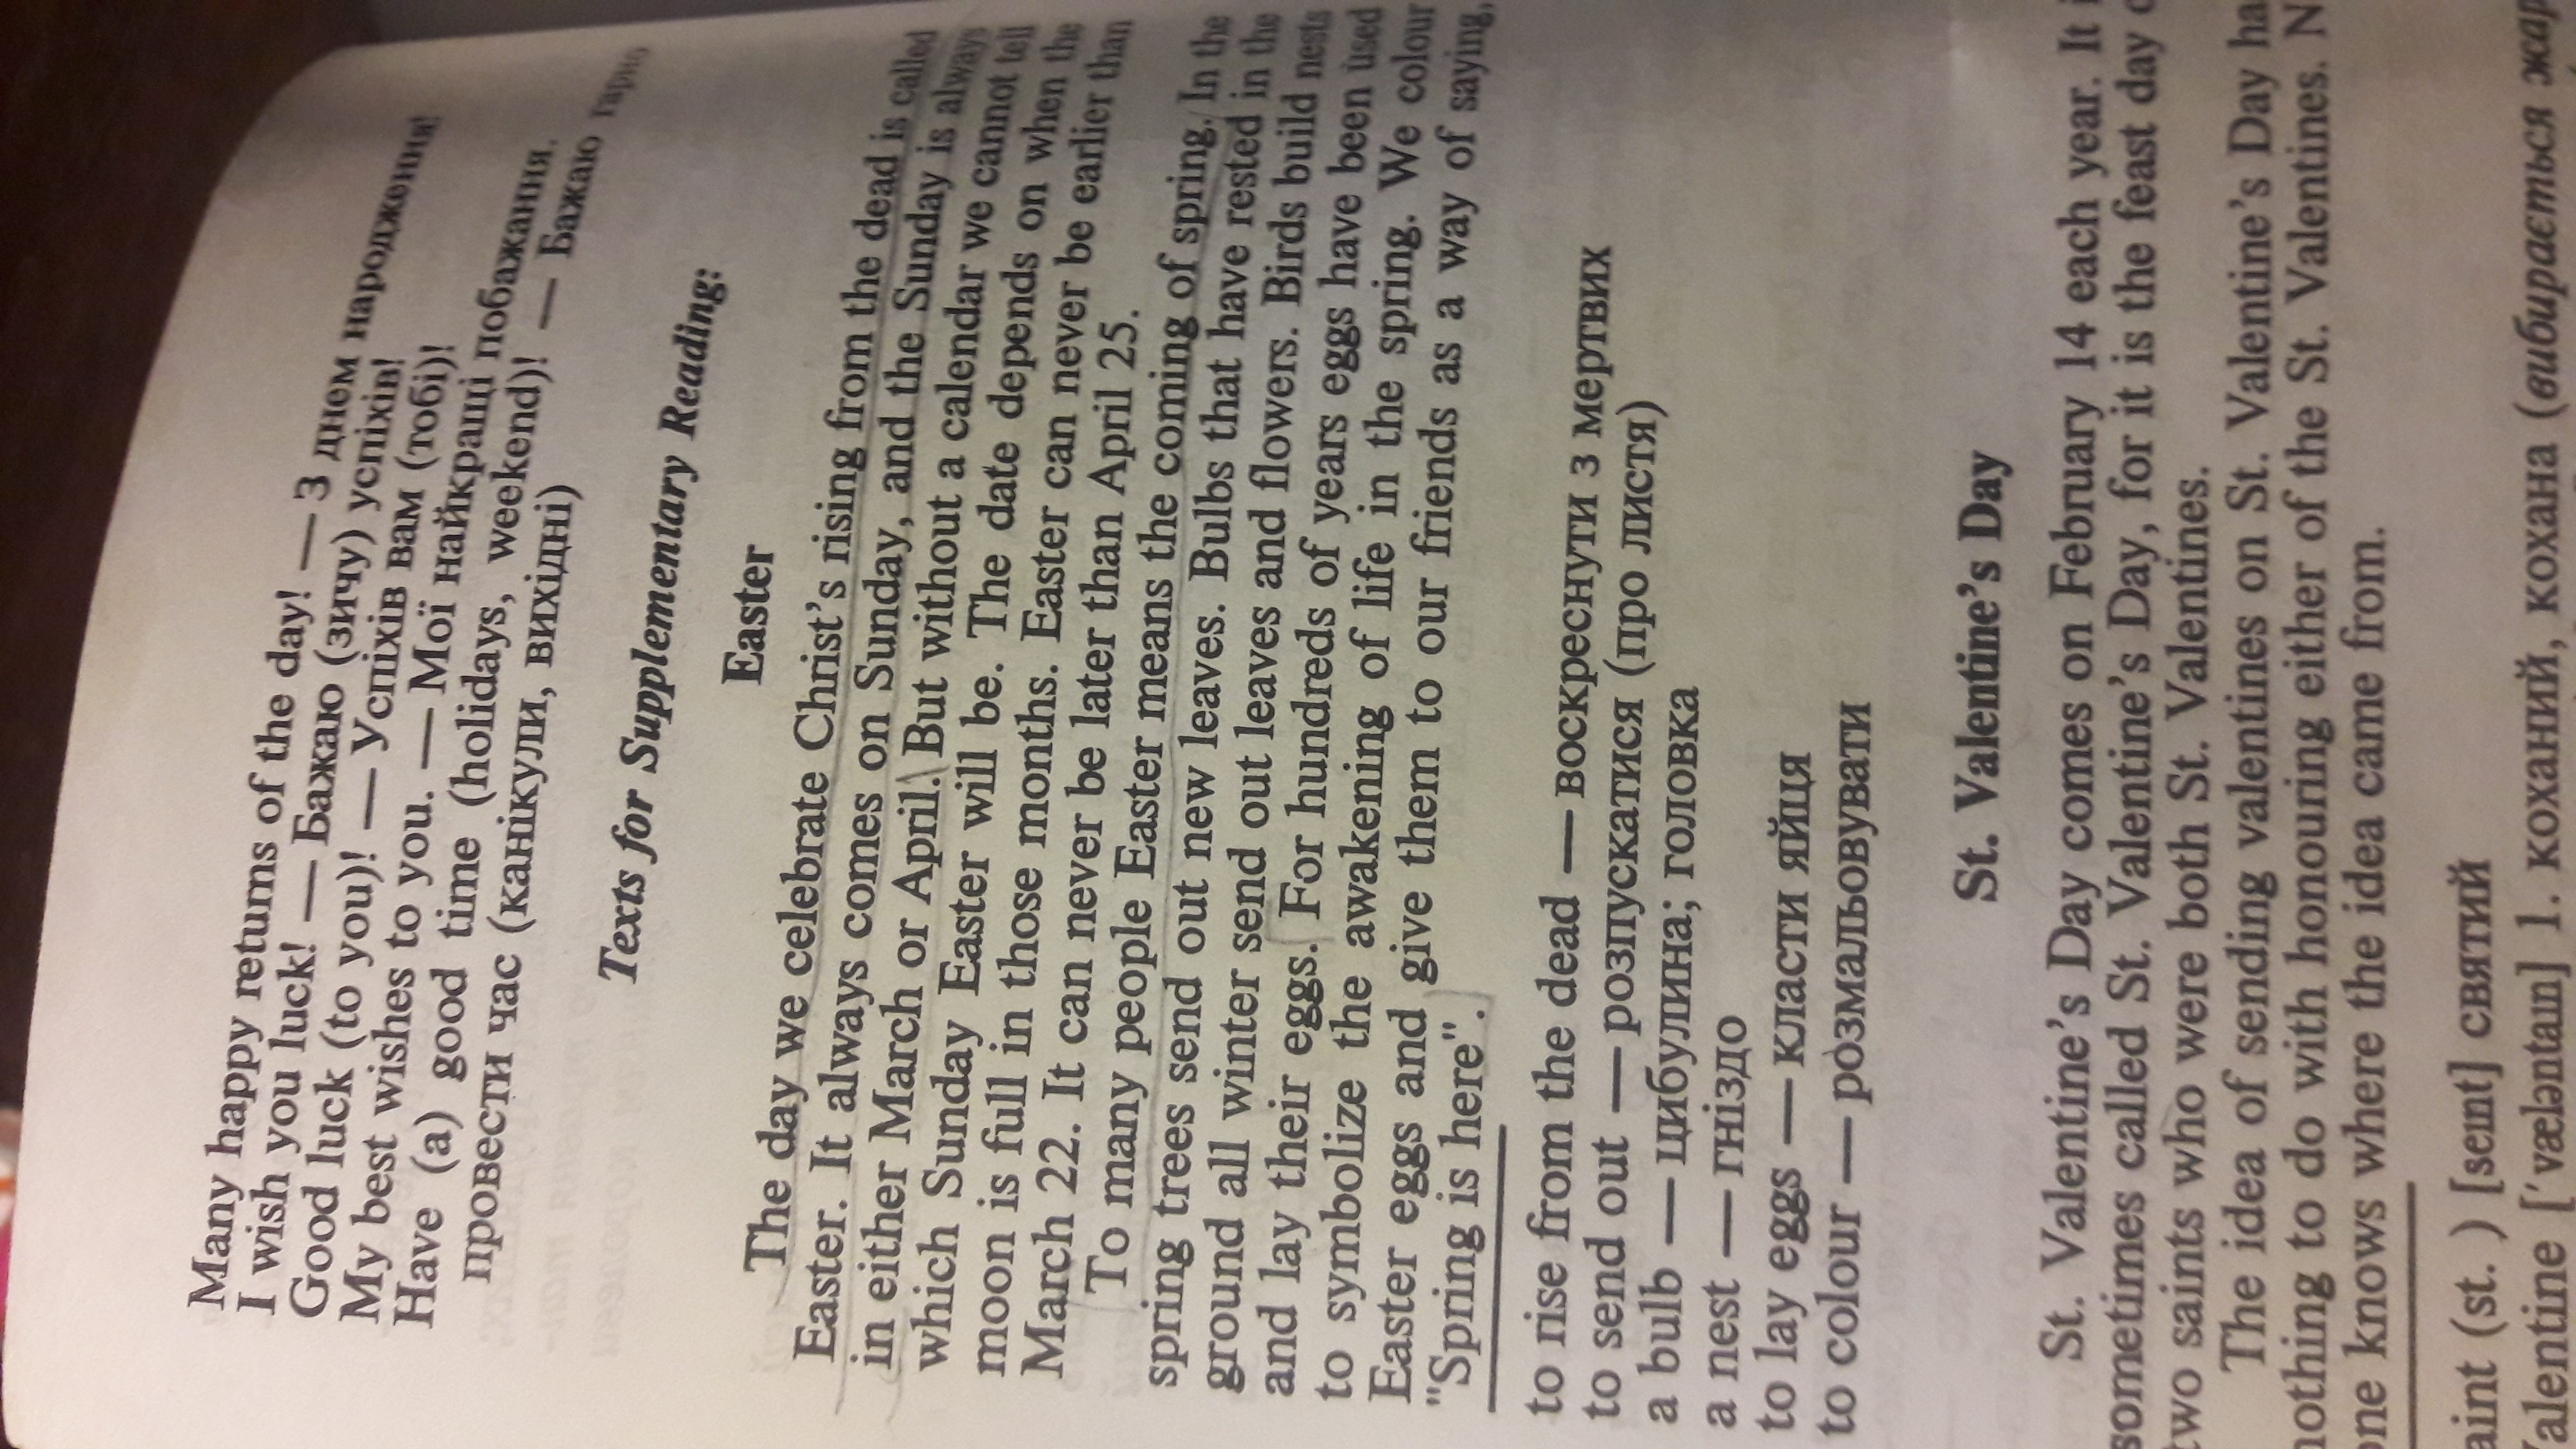 Many happy returns of the day! — З днем народження!
I wish you luck! — Бажаю (зичу) успіхів!
Good luck (to you)! — Успіхів вам (тобі)!
My best wishes to you. — Мої найкращі побажання.
Have (a) good time (holidays, weekend)! — Бажаю гарно
провести час (канікули, вихідні)
Texts for Supplementary Reading:
Easter
The day we celebrate Christ's rising from the dead is called
Easter. It always comes on Sunday, and the Sunday is always
in either March or April. But without a calendar we cannot tell
which Sunday Easter will be. The date depends on when the
moon is full in those months. Easter can never be earlier than
March 22. It can never be later than April 25.
To many people Easter means the coming of spring. In the
spring trees send out new leaves. Bulbs that have rested in the
ground all winter send out leaves and flowers. Birds build nests
and lay their eggs. For hundreds of years eggs have been used
to symbolize the awakening of life in the spring. We colour
Easter eggs and give them to our friends as a way of saying,
"Spring is here".
to rise from the dead — воскреснути з мертвих
to send out — розпускатися (про листя)
a bulb — цибулина; головка
a nest — гніздо
to lay eggs — класти яйця
to colour — розмальовувати
St. Valentine's Day
St. Valentine's Day comes on February 14 each year. It
sometimes called St. Valentine's Day, for it is the feast day
two saints who were both St. Valentines.
The idea of sending valentines on St. Valentine's Day
nothing to do with honouring either of the St. Valentines.
one knows where the idea came from.
aint (st. ) [seınt] святий
alentine ['væləntaın] 1. коханий, кохана (вибирається